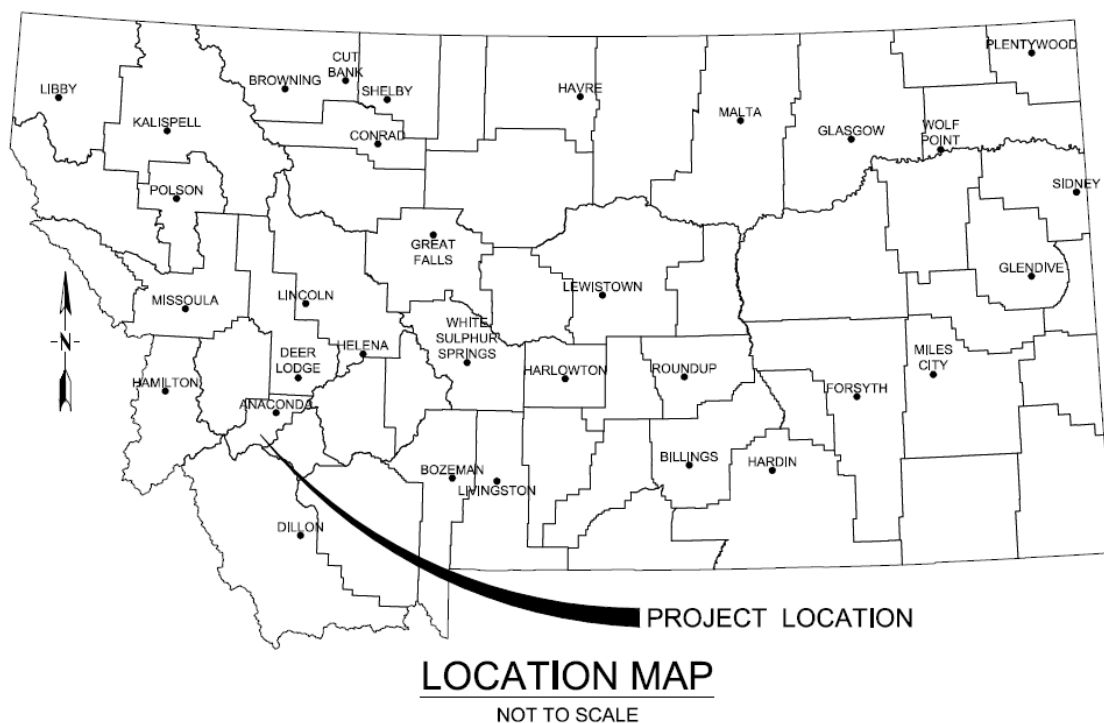 PLENTYWOOD
CUT
BANK
BROWNING
SHELBY
LIBBY
HAVRE
MALTA
KALISPELL
CONRAD
GLASGOW
WOLF
POINT
POLSON
SIDNEY
GREAT
FALLS
GLENDIVE
MISSOULA
LINCOLN
LEWISTOWN
N
WHITE
SULPHUR
SPRINGS
HELENA
DEER
LODGE
HARLOWTON
ROUNDUP
MILES
CITY
HAMILTON
FORSYTH
ANACONDA
BOZEMAN
LIVINGSTON
BILLINGS
HARDIN
DILLON
PROJECT LOCATION
LOCATION MAP
NOT TO SCALE